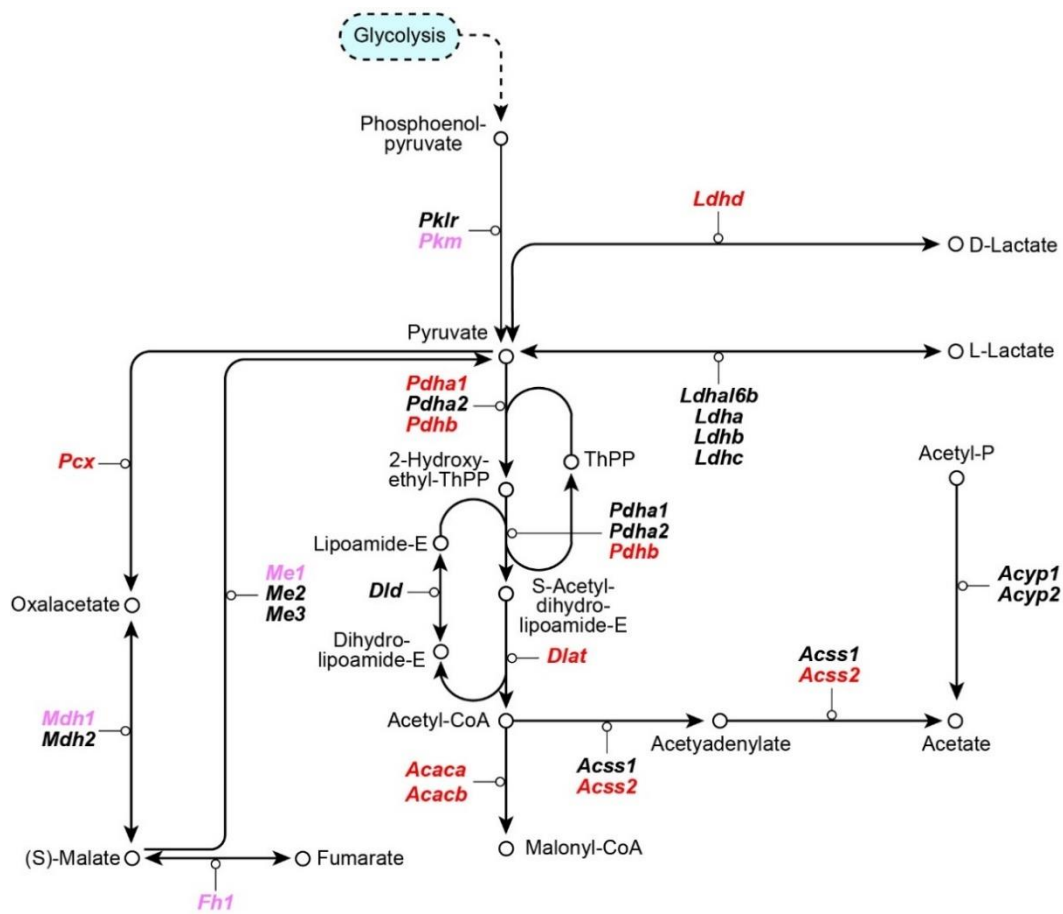 Glycolysis
Phosphoenol-
pyruvate
Pklr
Pkm
Ldhd
D-Lactate
Pyruvate
L-Lactate
Pdha1
Pdha2
Pdhb
Ldhal6b
Ldha
Ldhb
Ldhc
Pcx
2-Hydroxy-
ethyl-ThPP
ThPP
Acetyl-P
Lipoamide-E
Pdha1
Pdha2
Pdhb
Me1
Me2
Me3
Dld
S-Acetyl-
dihydro-
lipoamide-E
Acyp1
Acyp2
Oxalacetate
Dihydro-
lipoamide-E
Dlat
Acss1
Acss2
Mdh1
Mdh2
Acetyl-CoA
Acetyadenylate
Acetate
Acaca
Acacb
Acss1
Acss2
(S)-Malate
Fumarate
Malonyl-CoA
Fh1